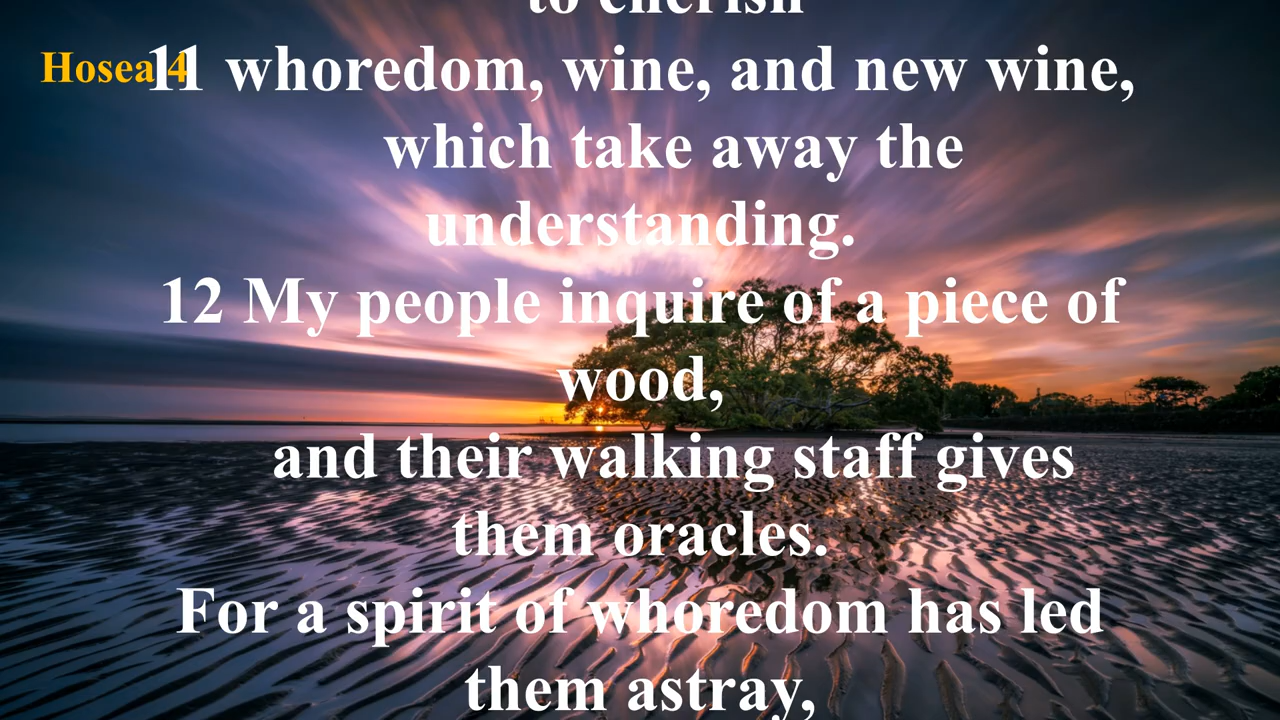 to cherish
Hosea 4
11 whoredom, wine, and new wine,
which take away the
understanding.
12 My people inquire of a piece of
wood,
and their walking staff gives
them oracles.
For a spirit of whoredom has led
them astray,